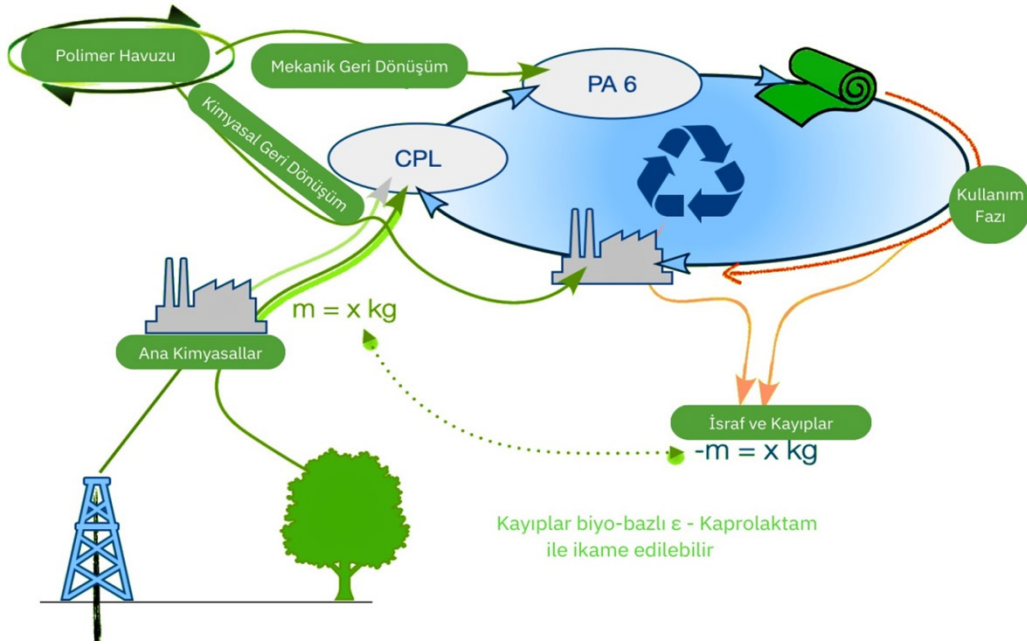 Polimer Havuzu
Mekanik Geri Dönüşüm
Kimyasal Geri Dönüşüm
PA 6
CPL
Kullanım
Fazı
m = x kg
Ana Kimyasallar
İsraf ve Kayıplar
-m = x kg
Kayıplar biyo-bazlı ε - Kaprolaktam
ile ikame edilebilir